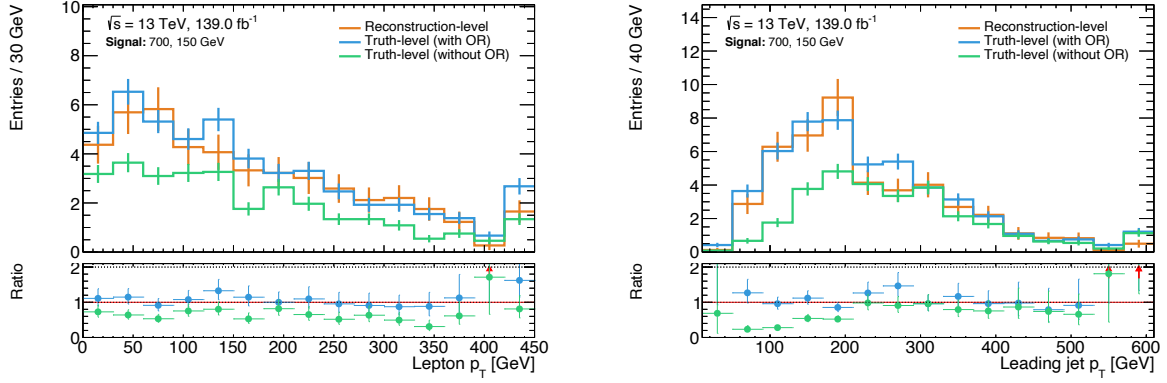 √s = 13 TeV, 139.0 fb-1
Signal: 700, 150 GeV
Reconstruction-level
Truth-level (with OR)
Truth-level (without OR)
Entries / 30 GeV
10
8
6
4
2
0
Ratio
2
1
0
0 50 100 150 200 250 300 350 400 450
Lepton pT [GeV]
√s = 13 TeV, 139.0 fb-1
Signal: 700, 150 GeV
Reconstruction-level
Truth-level (with OR)
Truth-level (without OR)
Entries / 40 GeV
14
12
10
8
6
4
2
0
Ratio
2
1
0
100 200 300 400 500 600
Leading jet pT [GeV]